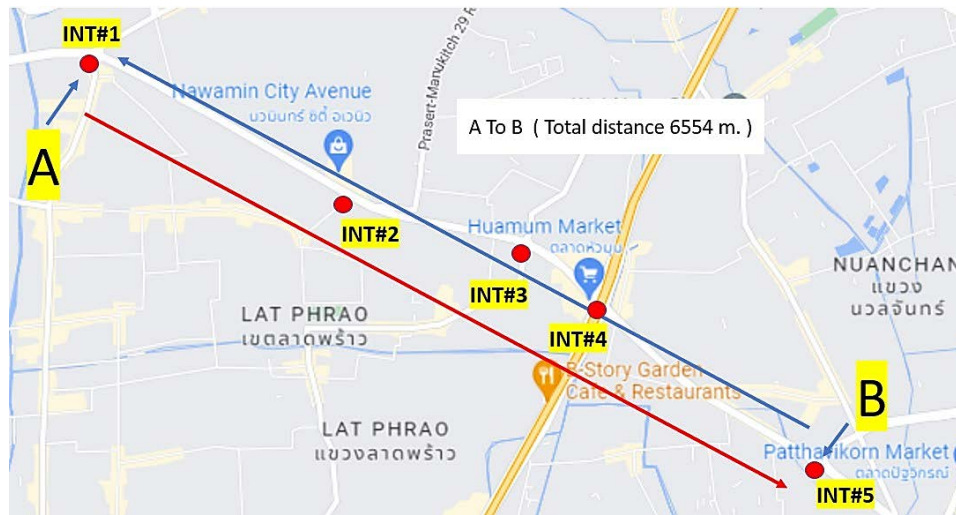 INT#1
Nawamin City Avenue
นวมินทร์ ซิตี้ อเวนิว
Prasert-Manukitch 29 R
A To B ( Total distance 6554 m. )
A
INT#2
Huamum Market
ตลาดหัวมุม
INT#3
NUANCHAN
แขวง
นวลจันทร์
LAT PHRAO
เขตลาดพร้าว
INT#4
B-Story Garden
Cafe & Restaurants
B
LAT PHRAO
แขวงลาดพร้าว
Pattharikorn Market
ตลาดปัฐวิกรณ์
INT#5